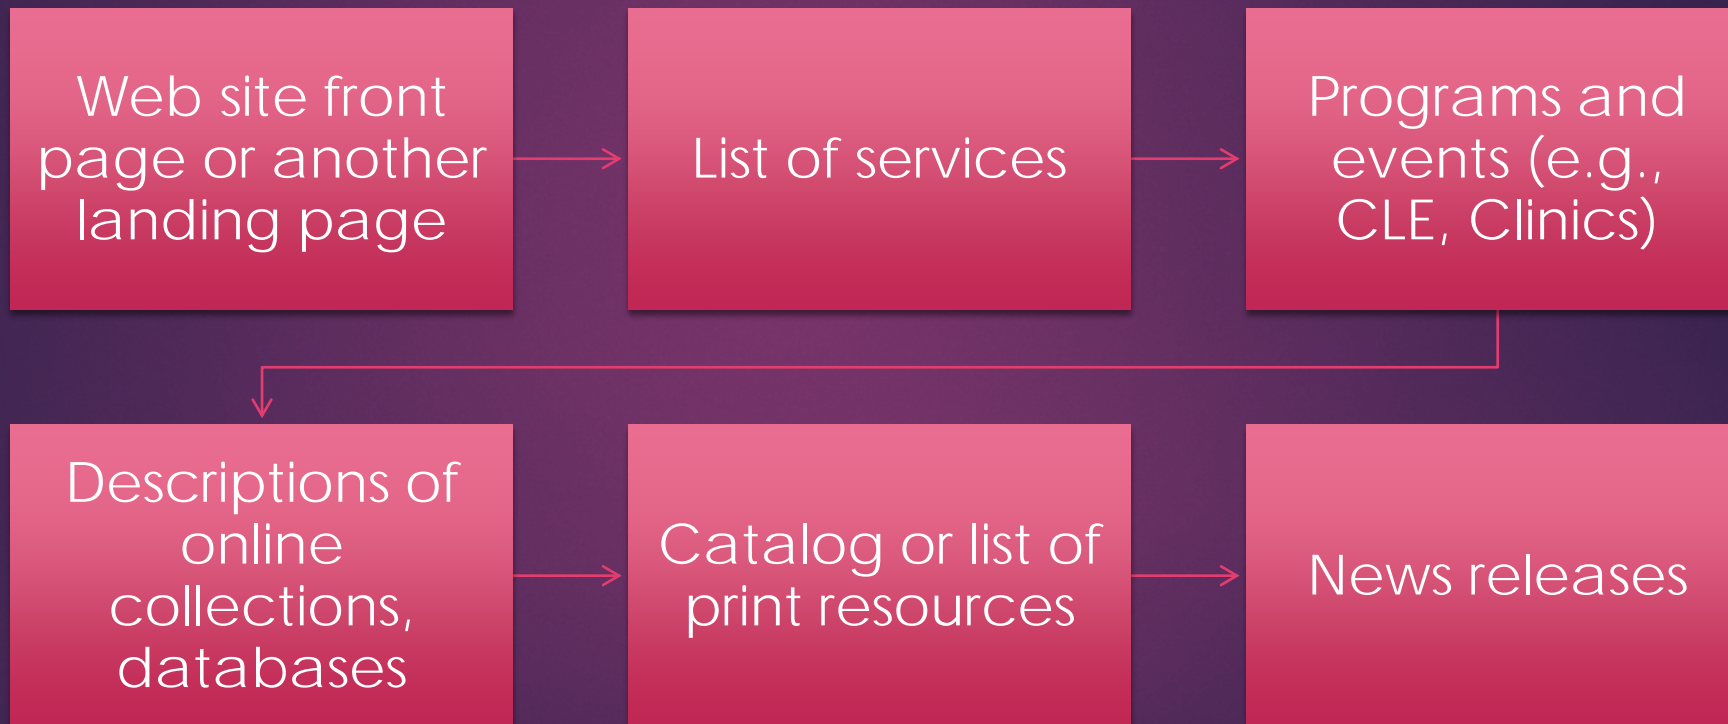 Web site front
page or another
landing page
List of services
Programs and
events (e.g.,
CLE, Clinics)
Descriptions of
online
collections,
databases
Catalog or list of
print resources
News releases